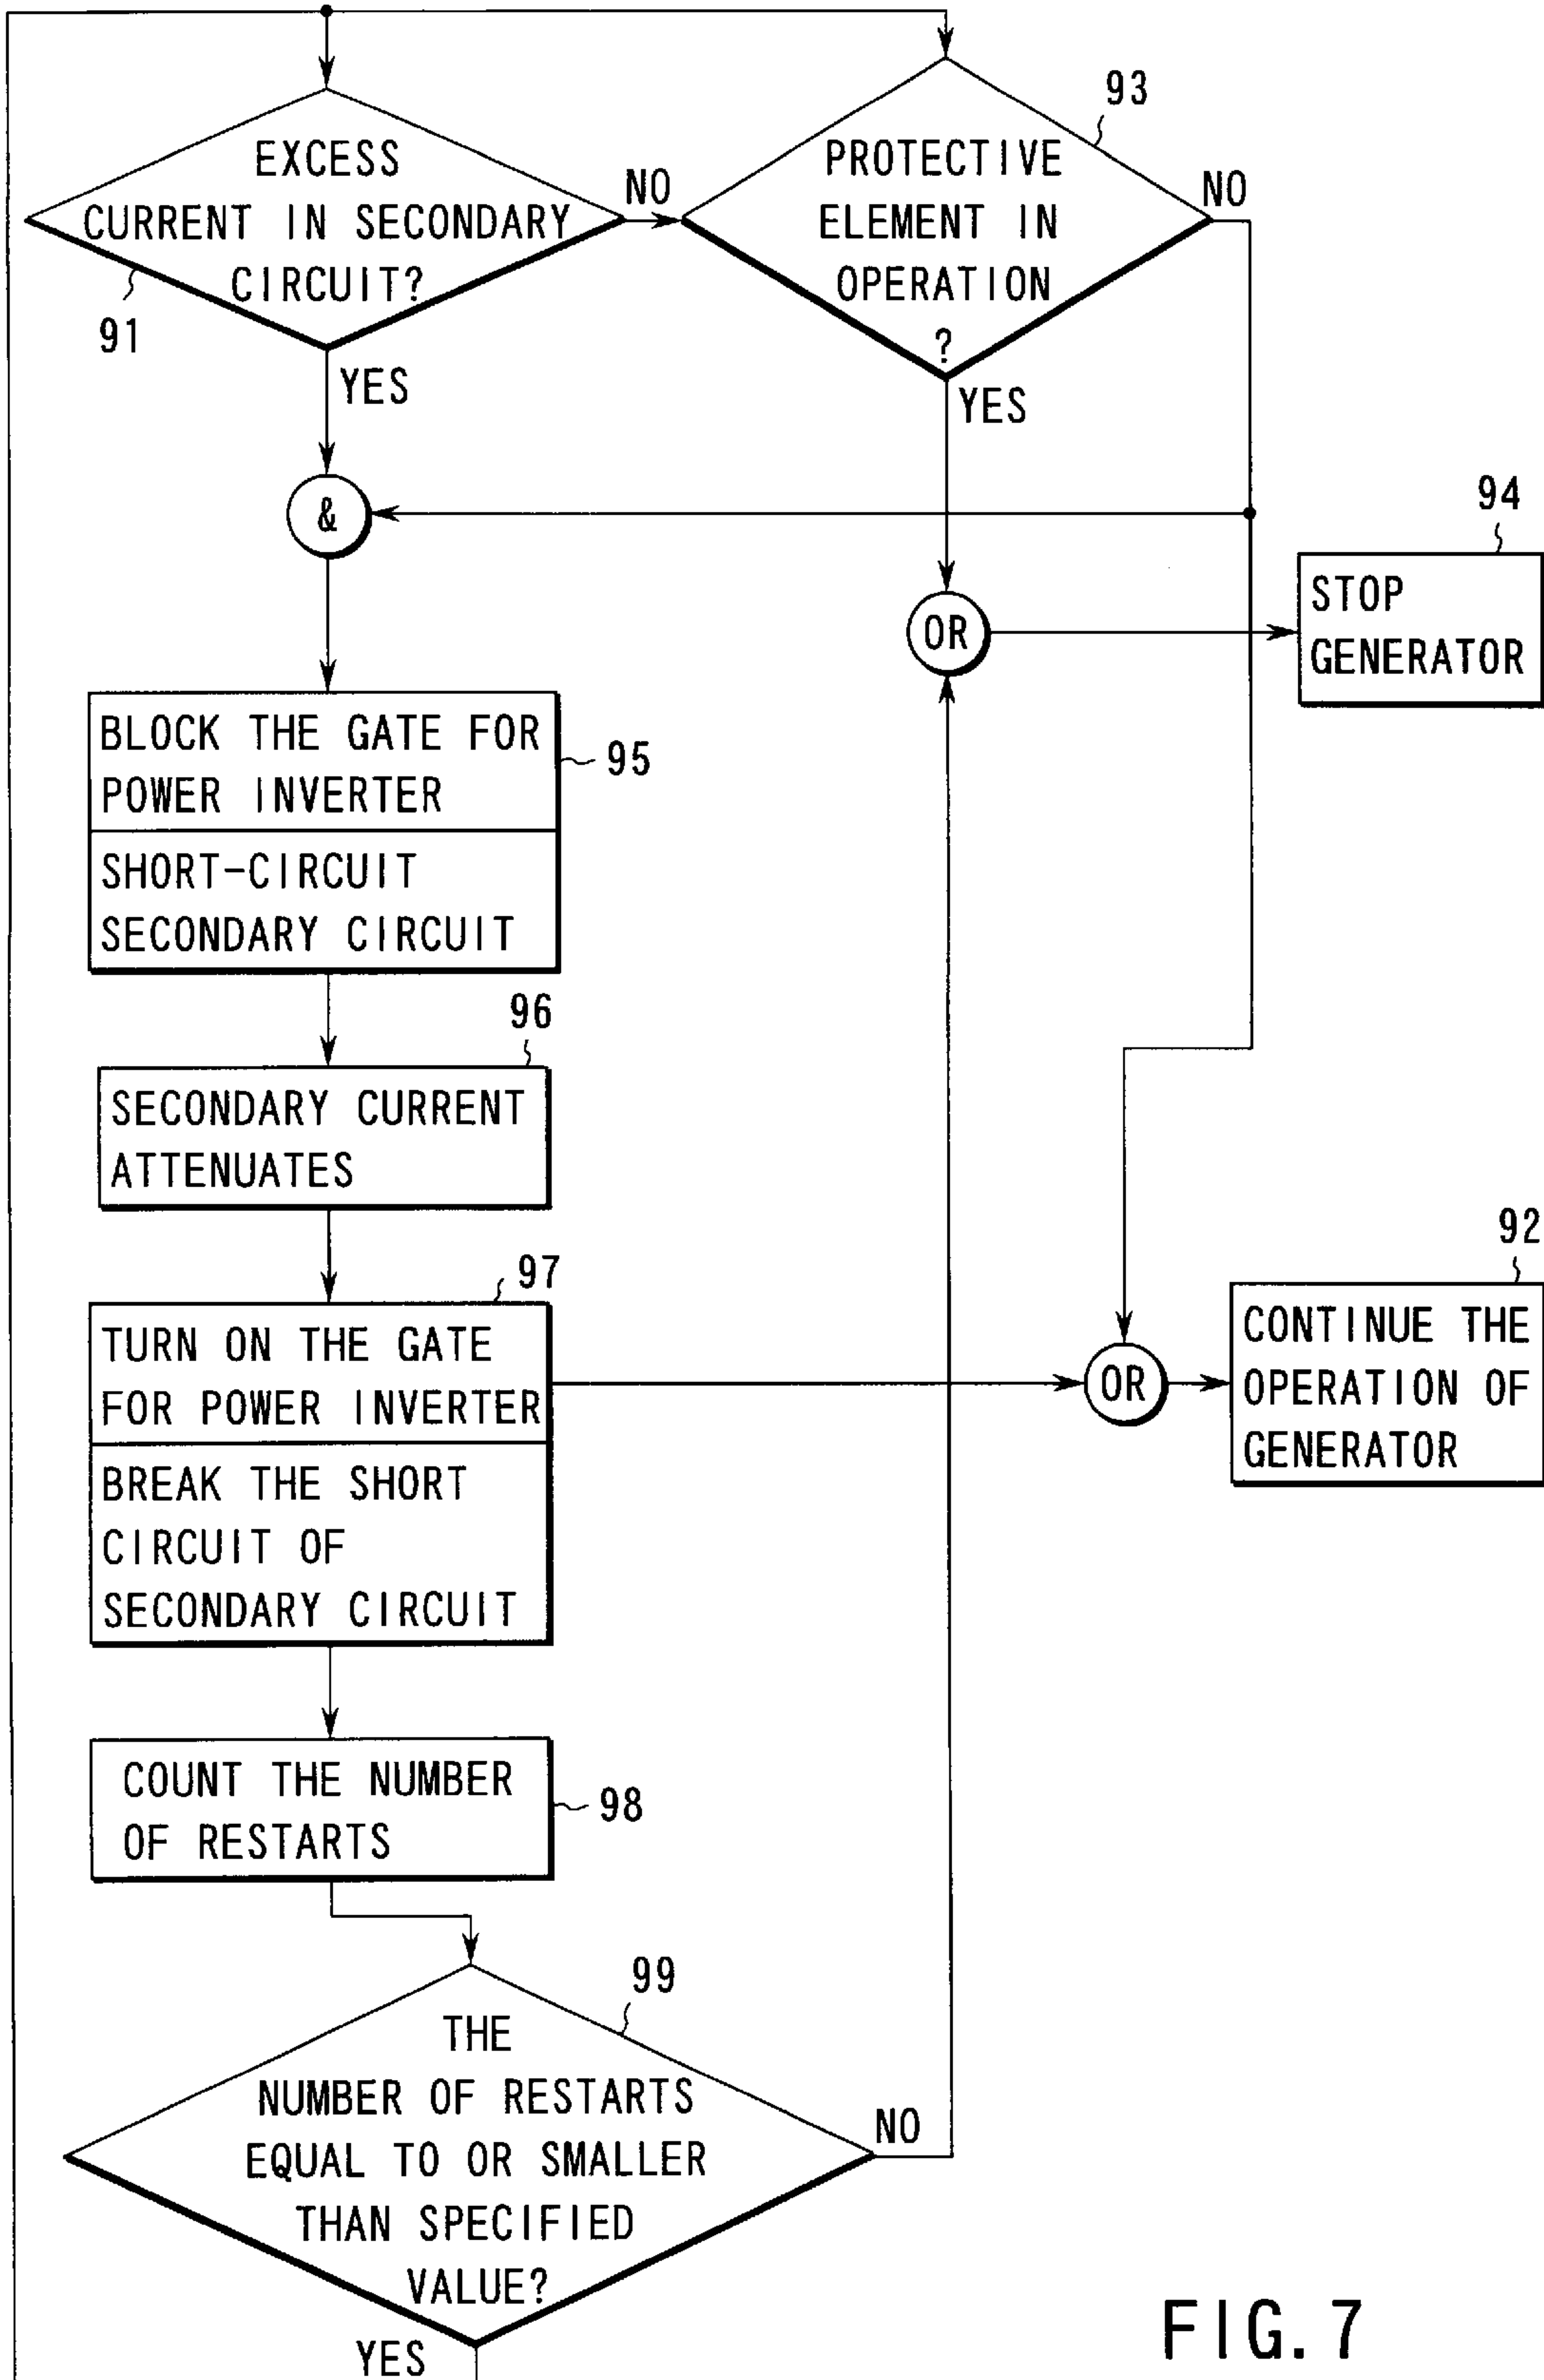 EXCESS
CURRENT IN SECONDARY
CIRCUIT?
91
NO
YES
PROTECTIVE
ELEMENT IN
OPERATION
?
93
NO
YES
&
OR
94
STOP
GENERATOR
BLOCK THE GATE FOR
POWER INVERTER
SHORT-CIRCUIT
SECONDARY CIRCUIT
95
96
SECONDARY CURRENT
ATTENUATES
97
TURN ON THE GATE
FOR POWER INVERTER
BREAK THE SHORT
CIRCUIT OF
SECONDARY CIRCUIT
OR
92
CONTINUE THE
OPERATION OF
GENERATOR
COUNT THE NUMBER
OF RESTARTS
98
99
THE
NUMBER OF RESTARTS
EQUAL TO OR SMALLER
THAN SPECIFIED
VALUE?
NO
YES
FIG. 7